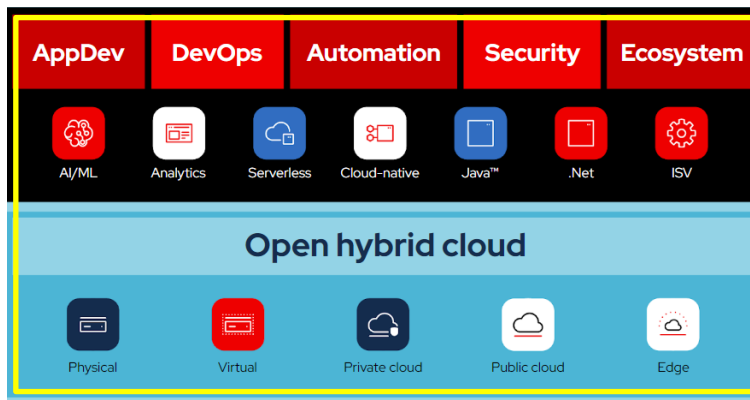 AppDev DevOps Automation Security Ecosystem
AI/ML Analytics Serverless Cloud-native Java™ .Net ISV
Open hybrid cloud
Physical Virtual Private cloud Public cloud Edge